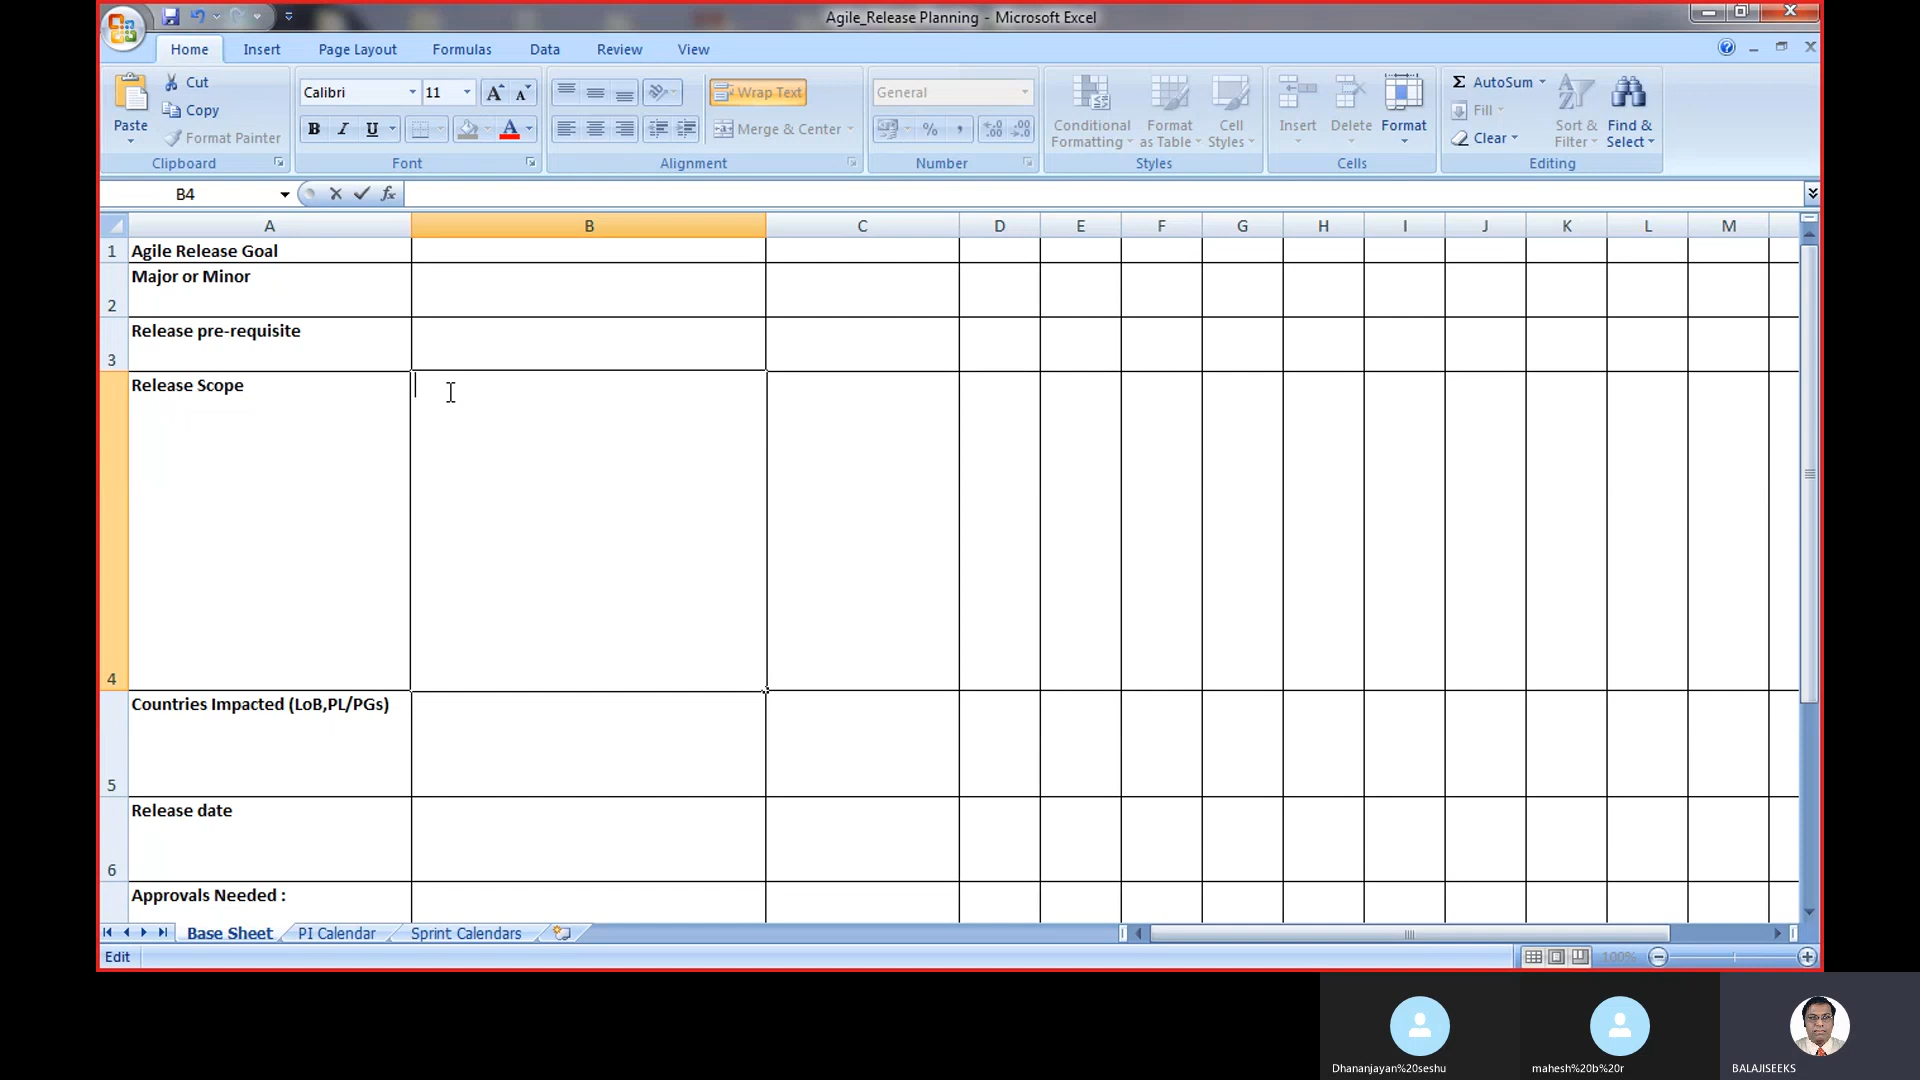 Agile_Release Planning - Microsoft Excel
Home Insert Page Layout Formulas Data Review View
Paste
Cut
Copy
Format Painter
Clipboard
Calibri 11
B I U
Font
Wrap Text
Merge & Center
Alignment
General
Number
Conditional Formatting
Format as Table
Cell Styles
Styles
Insert
Delete
Format
Cells
AutoSum
Fill
Clear
Sort & Filter
Find & Select
Editing
B4
A B C D E F G H I J K L M
1 Agile Release Goal
2 Major or Minor
3 Release pre-requisite
4 Release Scope
5 Countries Impacted (LoB,PL/PGs)
6 Release date
Approvals Needed :
Base Sheet PI Calendar Sprint Calendars
Edit
100%
Dhananjayan%20seshu
mahesh%20b%20r
BALAJISEEKS